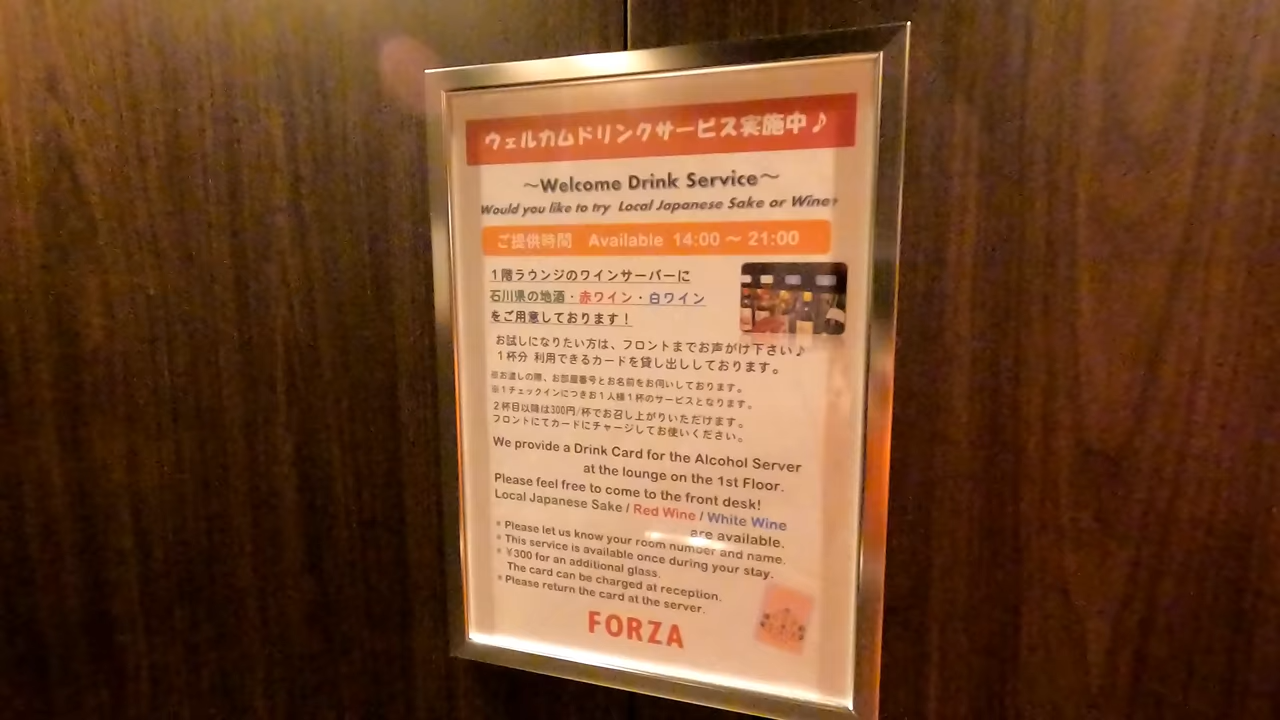 ウェルカムドリンクサービス実施中♪
～Welcome Drink Service～
Would you like to try Local Japanese Sake or Wine?
ご提供時間 Available 14:00 ～ 21:00
1階ラウンジのワインサーバーに
石川県の地酒・赤ワイン・白ワイン
をご用意しております！
お試しになりたい方は、フロントまでお声がけ下さい♪
1杯分 利用できるカードを貸し出ししております。
※お渡しの際、お部屋番号とお名前をお伺いしております。
※1チェックインにつきお1人様1杯のサービスとなります。
2杯目以降は300円/杯でお召し上がりいただけます。
フロントにてカードにチャージしてお使いください。
We provide a Drink Card for the Alcohol Server
at the lounge on the 1st Floor.
Please feel free to come to the front desk!
Local Japanese Sake / Red Wine / White Wine
are available.
* Please let us know your room number and name.
* This service is available once during your stay.
* ¥300 for an additional glass.
The card can be charged at reception.
* Please return the card at the server.
FORZA